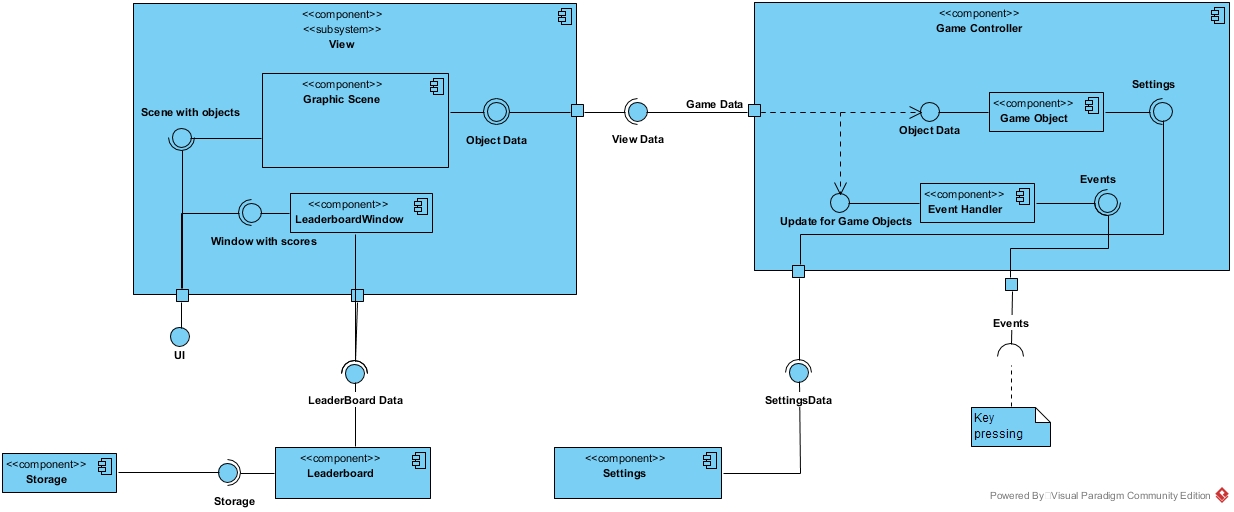 <<component>>
<<subsystem>>
View
<<component>>
Graphic Scene
Scene with objects
Object Data
<<component>>
LeaderboardWindow
Window with scores
UI
View Data
Game Data
<<component>>
Game Controller
Settings
<<component>>
Game Object
Object Data
Events
<<component>>
Event Handler
Update for Game Objects
Events
Key
pressing
LeaderBoard Data
SettingsData
<<component>>
Storage
Storage
<<component>>
Leaderboard
<<component>>
Settings
Powered By Visual Paradigm Community Edition